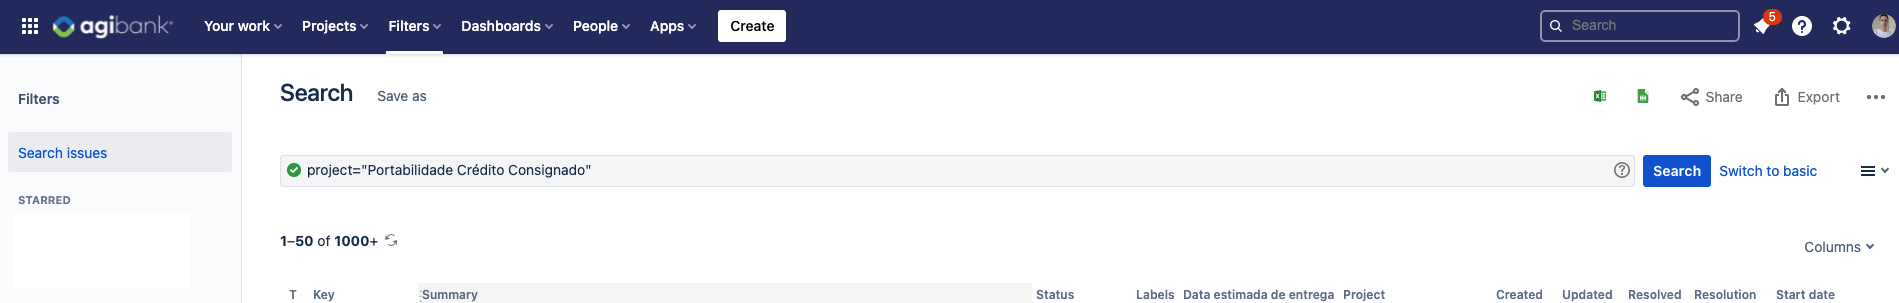 agibank Your work Projects Filters Dashboards People Apps Create Search 5
Filters
Search Save as Share Export
Search issues
project="Portabilidade Crédito Consignado" Search Switch to basic
STARRED
1–50 of 1000+ Columns
T Key Summary Status Labels Data estimada de entrega Project Created Updated Resolved Resolution Start date